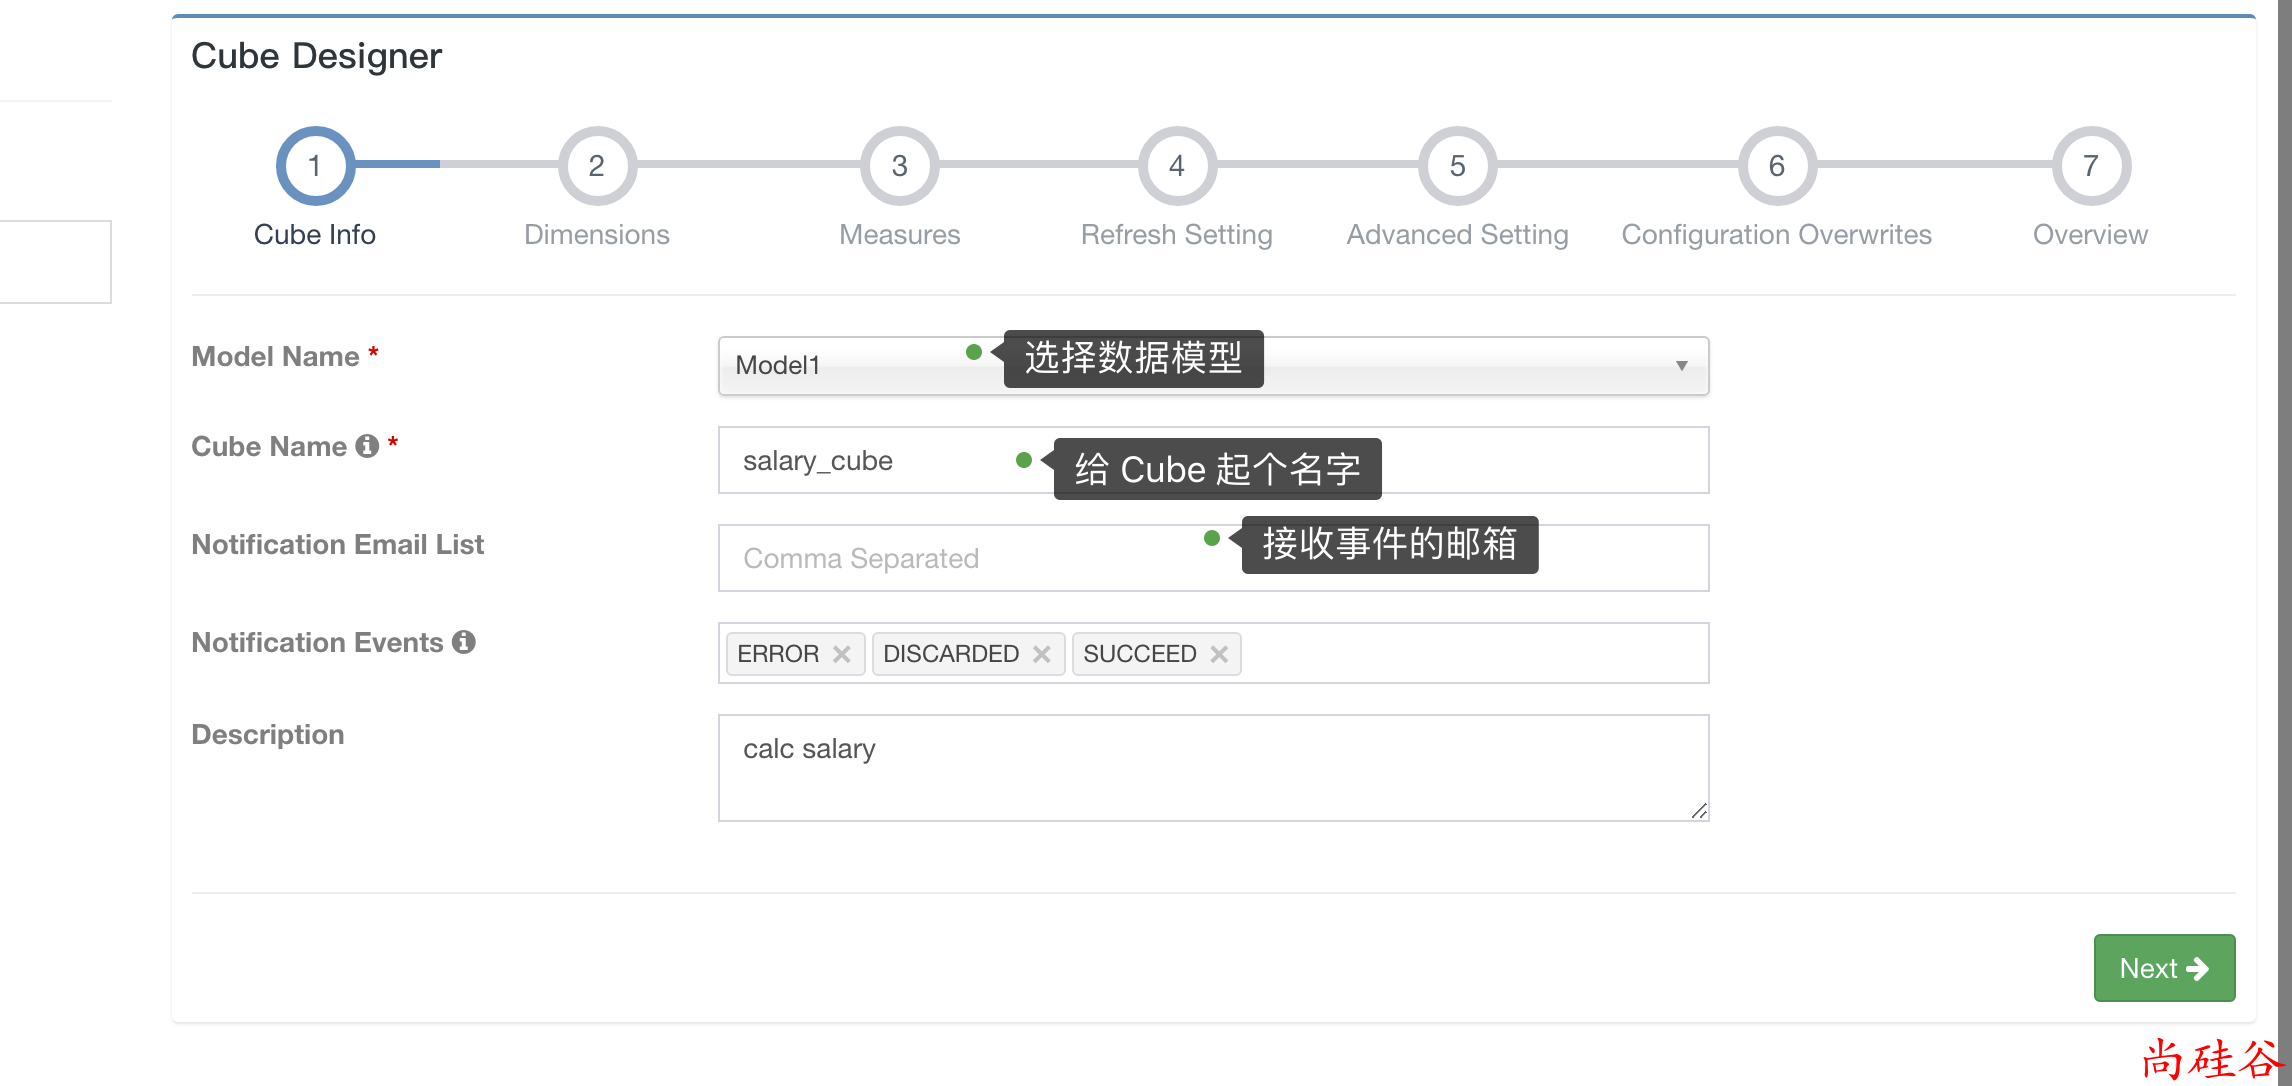 Cube Designer
1 2 3 4 5 6 7
Cube Info Dimensions Measures Refresh Setting Advanced Setting Configuration Overwrites Overview
Model Name * Model1 选择数据模型
Cube Name * salary_cube 给 Cube 起个名字
Notification Email List Comma Separated 接收事件的邮箱
Notification Events ERROR DISCARDED SUCCEED
Description calc salary
Next
尚硅谷